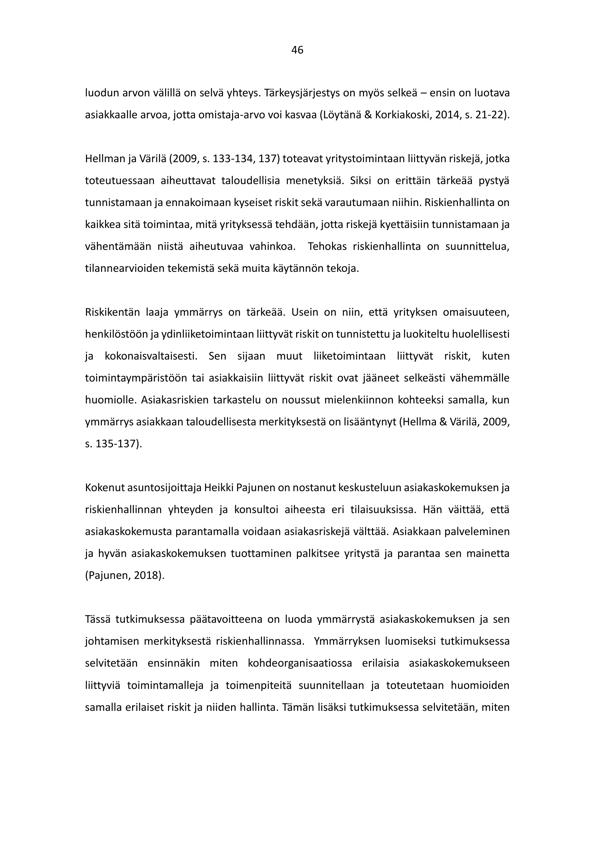 46
luodun arvon välillä on selvä yhteys. Tärkeysjärjestys on myös selkeä – ensin on luotava
asiakkaalle arvoa, jotta omistaja-arvo voi kasvaa (Löytänä & Korkiakoski, 2014, s. 21-22).
Hellman ja Värilä (2009, s. 133-134, 137) toteavat yritystoimintaan liittyvän riskejä, jotka
toteutuessaan aiheuttavat taloudellisia menetyksiä. Siksi on erittäin tärkeää pystyä
tunnistamaan ja ennakoimaan kyseiset riskit sekä varautumaan niihin. Riskienhallinta on
kaikkea sitä toimintaa, mitä yrityksessä tehdään, jotta riskejä kyettäisiin tunnistamaan ja
vähentämään niistä aiheutuvaa vahinkoa.  Tehokas riskienhallinta on suunnittelua,
tilannearvioiden tekemistä sekä muita käytännön tekoja.
Riskikentän laaja ymmärrys on tärkeää. Usein on niin, että yrityksen omaisuuteen,
henkilöstöön ja ydinliiketoimintaan liittyvät riskit on tunnistettu ja luokiteltu huolellisesti
ja kokonaisvaltaisesti. Sen sijaan muut liiketoimintaan liittyvät riskit, kuten
toimintaympäristöön tai asiakkaisiin liittyvät riskit ovat jääneet selkeästi vähemmälle
huomiolle. Asiakasriskien tarkastelu on noussut mielenkiinnon kohteeksi samalla, kun
ymmärrys asiakkaan taloudellisesta merkityksestä on lisääntynyt (Hellma & Värilä, 2009,
s. 135-137).
Kokenut asuntosijoittaja Heikki Pajunen on nostanut keskusteluun asiakaskokemuksen ja
riskienhallinnan yhteyden ja konsultoi aiheesta eri tilaisuuksissa. Hän väittää, että
asiakaskokemusta parantamalla voidaan asiakasriskejä välttää. Asiakkaan palveleminen
ja hyvän asiakaskokemuksen tuottaminen palkitsee yritystä ja parantaa sen mainetta
(Pajunen, 2018).
Tässä tutkimuksessa päätavoitteena on luoda ymmärrystä asiakaskokemuksen ja sen
johtamisen merkityksestä riskienhallinnassa.  Ymmärryksen luomiseksi tutkimuksessa
selvitetään ensinnäkin miten kohdeorganisaatiossa erilaisia asiakaskokemukseen
liittyviä toimintamalleja ja toimenpiteitä suunnitellaan ja toteutetaan huomioiden
samalla erilaiset riskit ja niiden hallinta. Tämän lisäksi tutkimuksessa selvitetään, miten